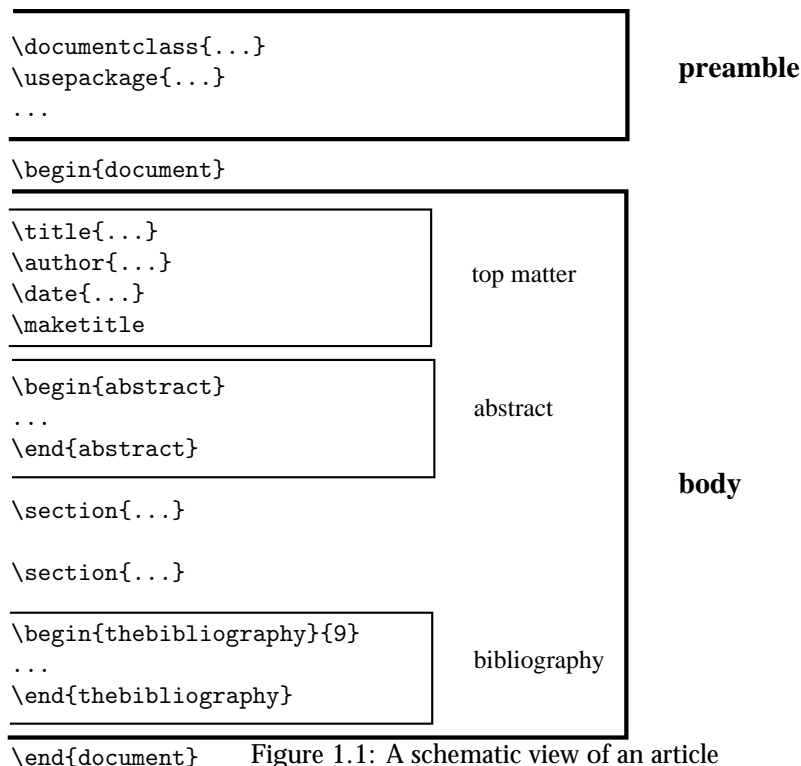 \documentclass{...}
\usepackage{...}
...
preamble
\begin{document}
\title{...}
\author{...}
\date{...}
\maketitle
top matter
\begin{abstract}
...
\end{abstract}
abstract
body
\section{...}
\section{...}
\begin{thebibliography}{9}
...
\end{thebibliography}
bibliography
\end{document}
Figure 1.1: A schematic view of an article